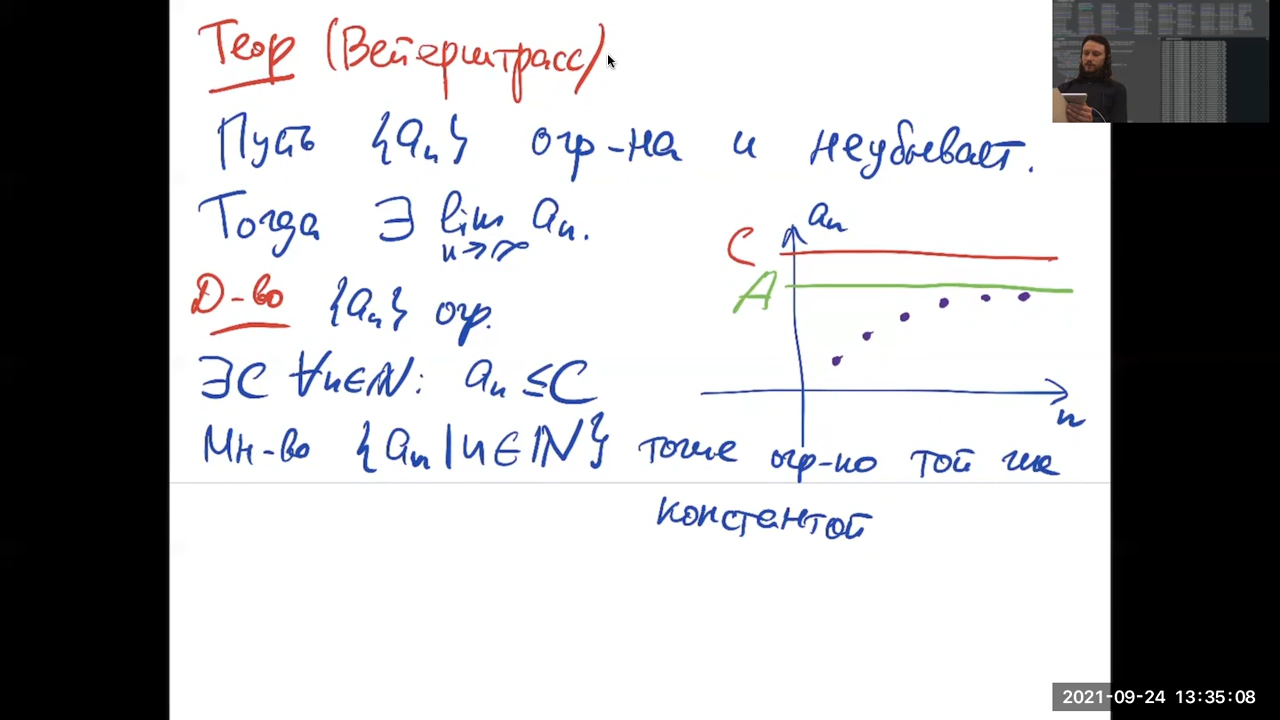 Теор (Вейерштрасс)
Пусть {aₙ} огр-на и неубывает.
Тогда ∃ lim aₙ.
n→∞
aₙ
C
A
n
Д-во {aₙ} огр.
∃C ∀n∈ℕ: aₙ ≤ C
Мн-во {aₙ | n∈ℕ} тоже огр-но той же
константой
2021-09-24 13:35:08